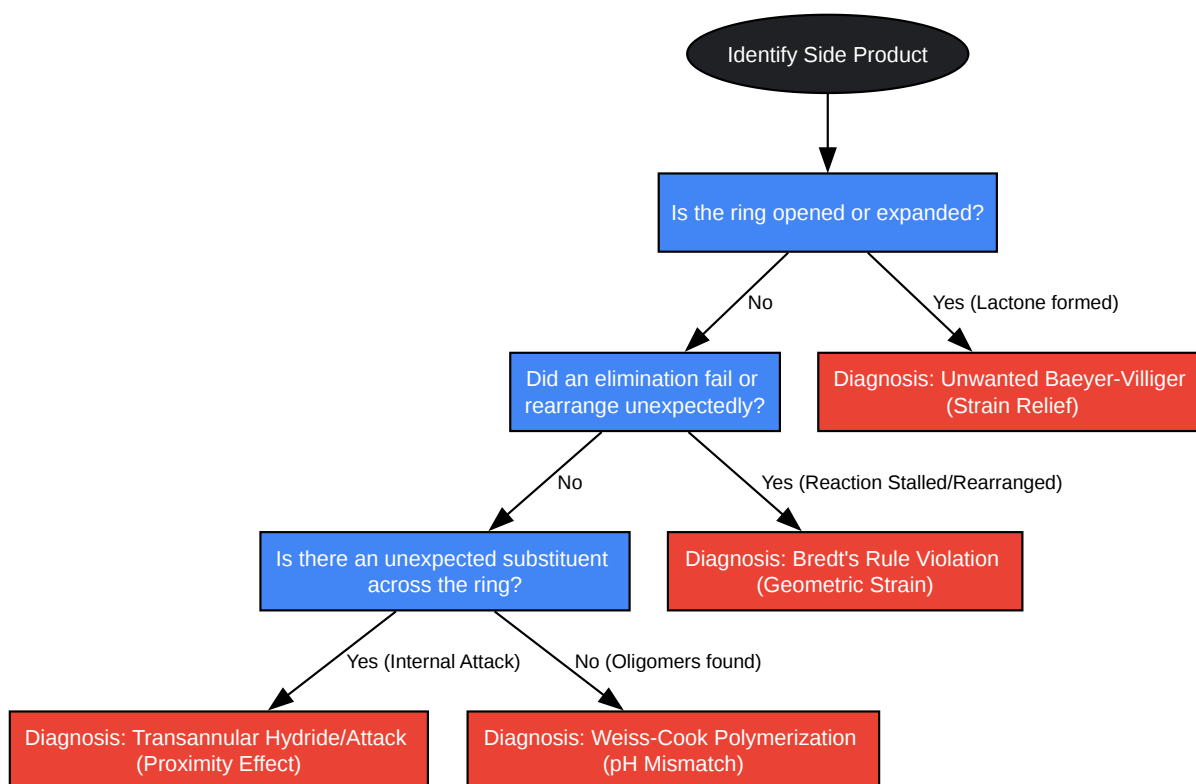 Identify Side Product
Is the ring opened or expanded?
No
Yes (Lactone formed)
Did an elimination fail or
rearrange unexpectedly?
Diagnosis: Unwanted Baeyer-Villiger
(Strain Relief)
No
Yes (Reaction Stalled/Rearranged)
Is there an unexpected substituent
across the ring?
Diagnosis: Bredt's Rule Violation
(Geometric Strain)
Yes (Internal Attack)
No (Oligomers found)
Diagnosis: Transannular Hydride/Attack
(Proximity Effect)
Diagnosis: Weiss-Cook Polymerization
(pH Mismatch)